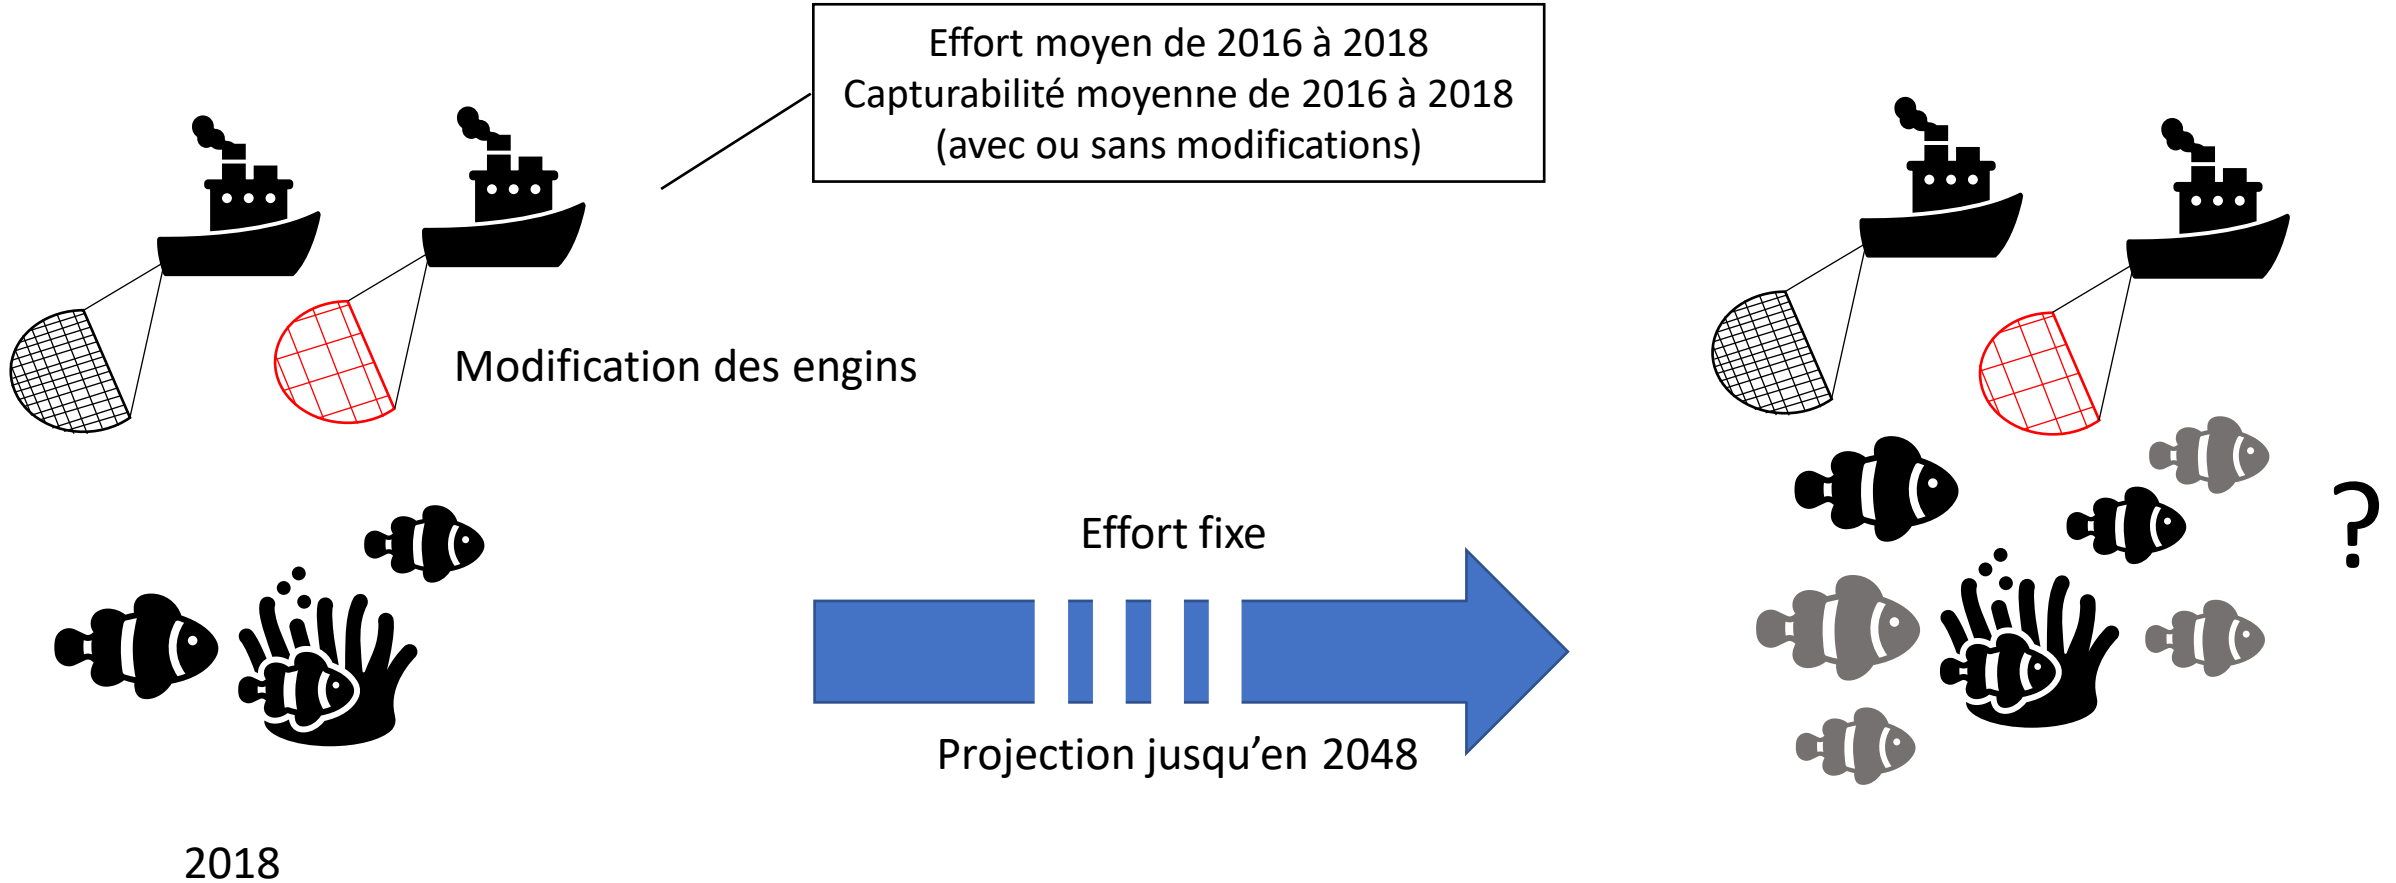 Effort moyen de 2016 à 2018
Capturabilité moyenne de 2016 à 2018
(avec ou sans modifications)
Modification des engins
Effort fixe
?
Projection jusqu’en 2048
2018